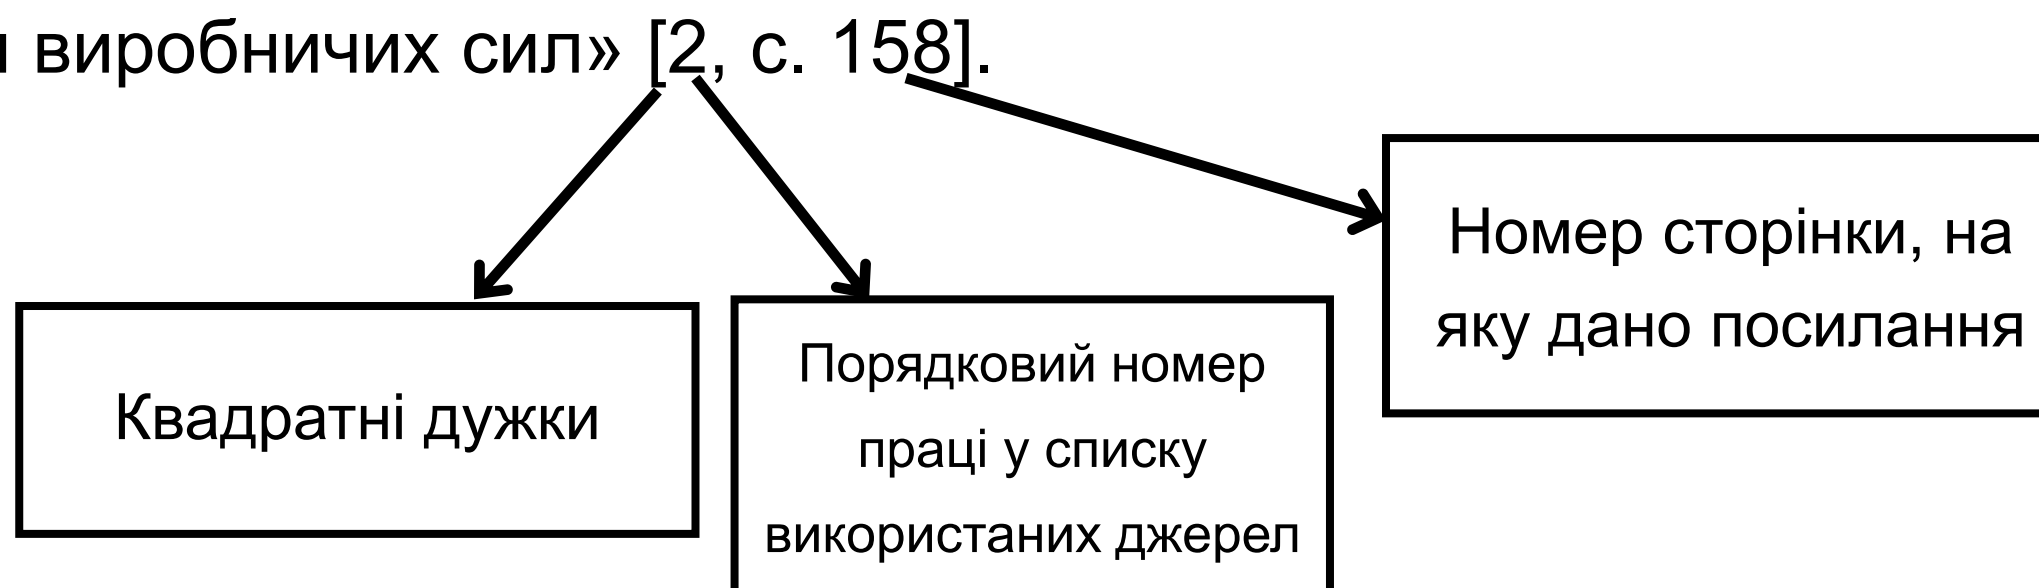 виробничих сил» [2, с. 158].
Номер сторінки, на
яку дано посилання
Квадратні дужки
Порядковий номер
праці у списку
використаних джерел